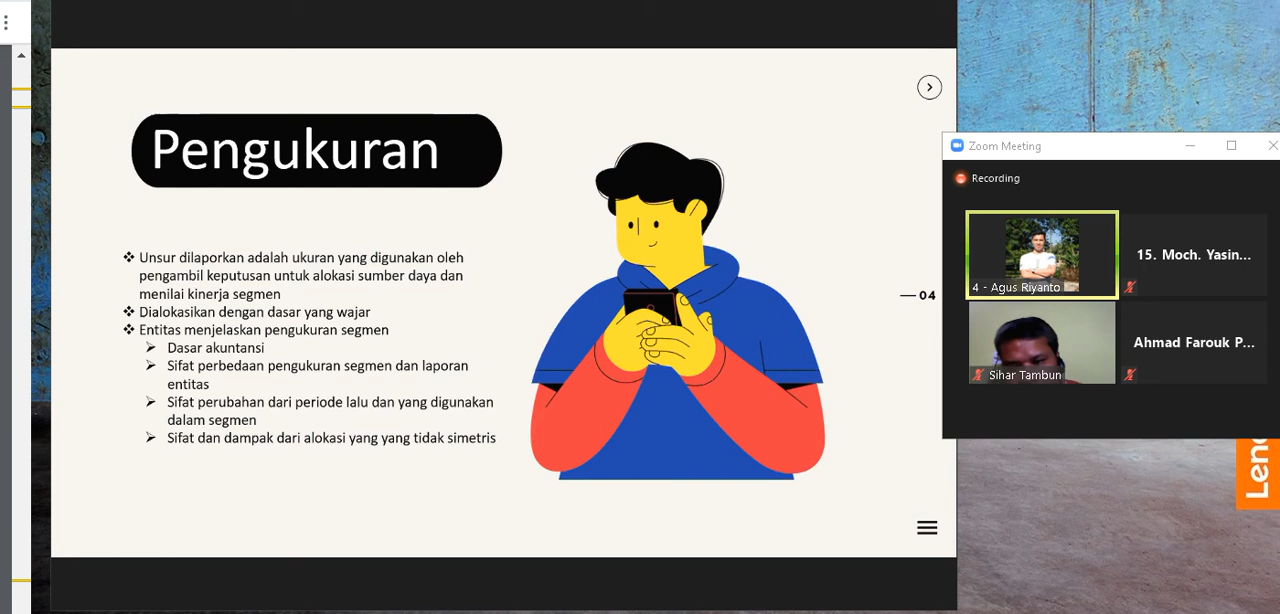 Pengukuran
❖ Unsur dilaporkan adalah ukuran yang digunakan oleh
pengambil keputusan untuk alokasi sumber daya dan
menilai kinerja segmen
❖ Dialokasikan dengan dasar yang wajar
❖ Entitas menjelaskan pengukuran segmen
➢ Dasar akuntansi
➢ Sifat perbedaan pengukuran segmen dan laporan
entitas
➢ Sifat perubahan dari periode lalu dan yang digunakan
dalam segmen
➢ Sifat dan dampak dari alokasi yang yang tidak simetris
04
Zoom Meeting
Recording
4 - Agus Riyanto
15. Moch. Yasin...
Sihar Tambun
Ahmad Farouk P...
Leno